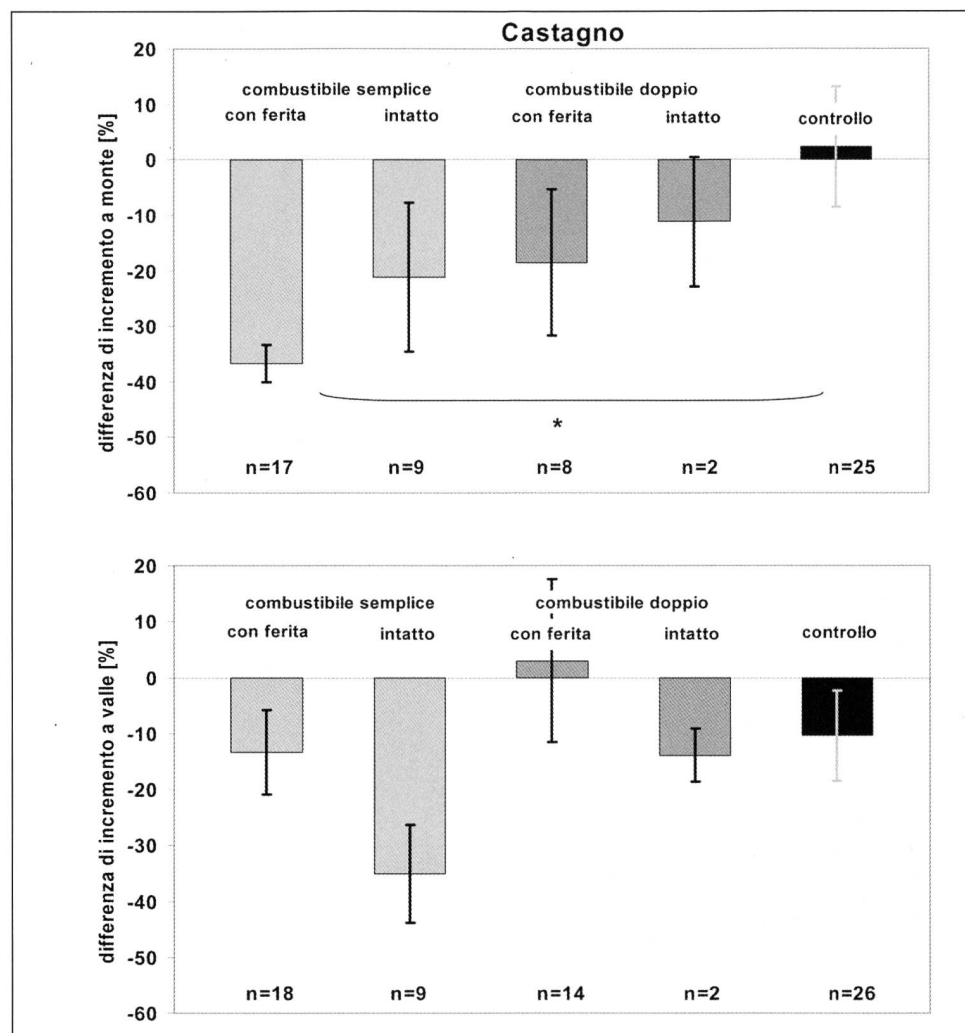 Castagno
differenza di incremento a monte [%]
20
10
0
-10
-20
-30
-40
-50
-60
combustibile semplice combustibile doppio
con ferita intatto con ferita intatto controllo
*
n=17 n=9 n=8 n=2 n=25
differenza di incremento a valle [%]
20
10
0
-10
-20
-30
-40
-50
-60
combustibile semplice combustibile doppio
con ferita intatto con ferita intatto controllo
n=18 n=9 n=14 n=2 n=26